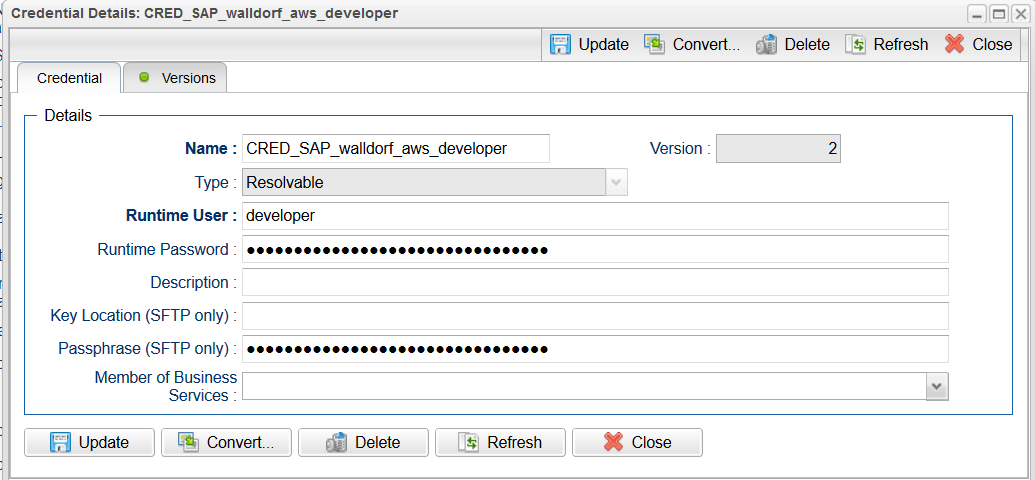 Credential Details: CRED_SAP_walldorf_aws_developer
Update Convert... Delete Refresh Close
Credential Versions
Details
Name : CRED_SAP_walldorf_aws_developer Version : 2
Type : Resolvable
Runtime User : developer
Runtime Password : ●●●●●●●●●●●●●●●●●●●●●●●●●●●●●●●●
Description :
Key Location (SFTP only) :
Passphrase (SFTP only) : ●●●●●●●●●●●●●●●●●●●●●●●●●●●●●●●●
Member of Business
Services :
Update Convert... Delete Refresh Close